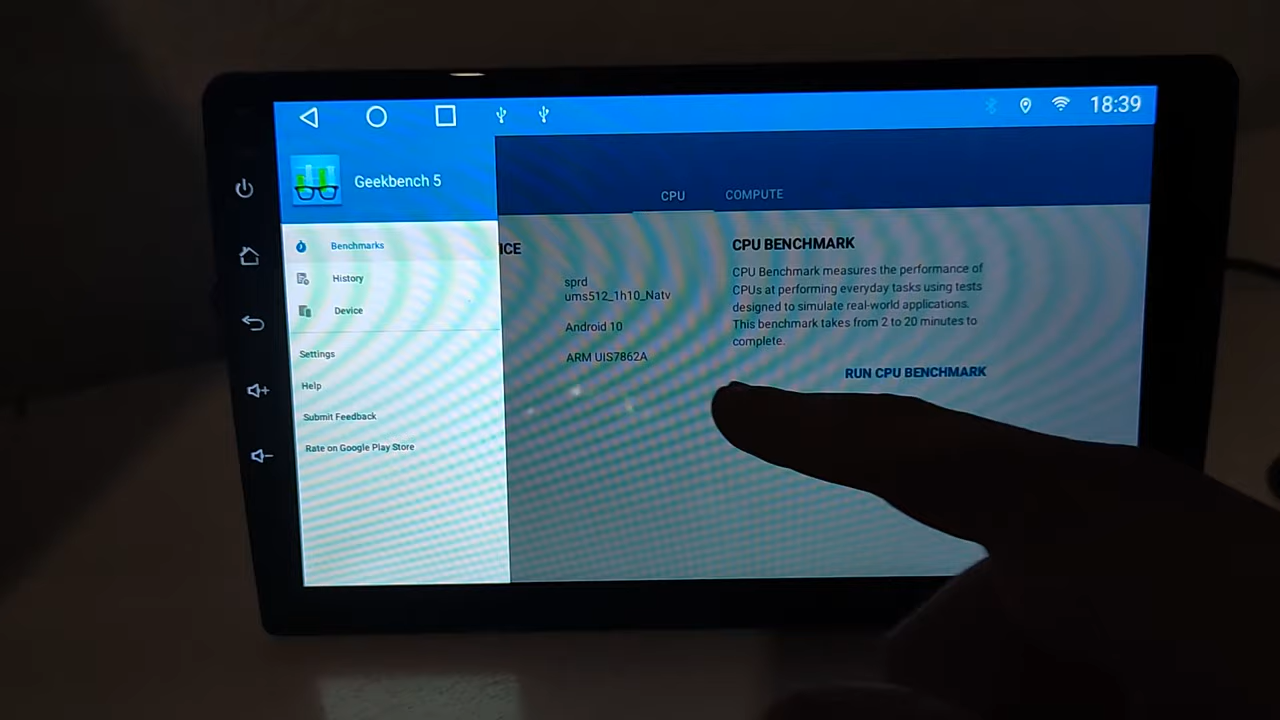 18:39
Geekbench 5
CPU
COMPUTE
Benchmarks
History
Device
Settings
Help
Submit Feedback
Rate on Google Play Store
ICE
sprd
ums512_1h10_Natv
Android 10
ARM UIS7862A
CPU BENCHMARK
CPU Benchmark measures the performance of
CPUs at performing everyday tasks using tests
designed to simulate real-world applications.
This benchmark takes from 2 to 20 minutes to
complete.
RUN CPU BENCHMARK